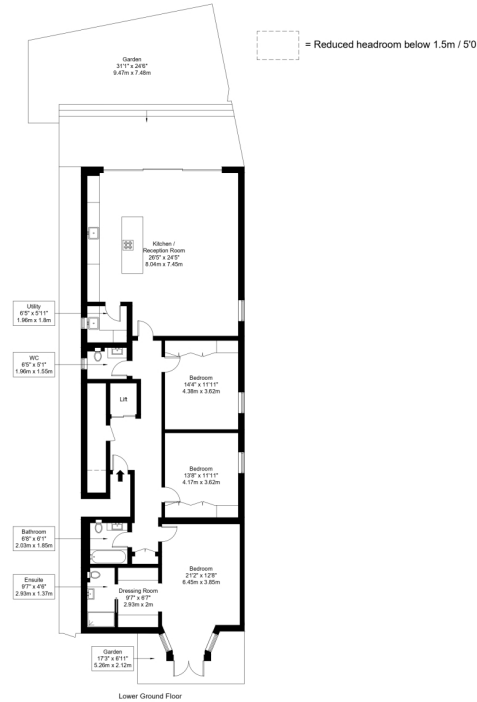 = Reduced headroom below 1.5m / 5'0
Garden
31'1" x 24'6"
9.47m x 7.48m
Kitchen /
Reception Room
26'5" x 24'5"
8.04m x 7.45m
Utility
6'5" x 5'11"
1.96m x 1.8m
WC
6'5" x 5'1"
1.96m x 1.55m
Lift
Bedroom
14'4" x 11'11"
4.38m x 3.62m
Bedroom
13'8" x 11'11"
4.17m x 3.62m
Bathroom
6'8" x 6'1"
2.03m x 1.85m
Bedroom
21'2" x 12'8"
6.45m x 3.85m
Ensuite
9'7" x 4'6"
2.93m x 1.37m
Dressing Room
9'7" x 6'7"
2.93m x 2m
Garden
17'3" x 6'11"
5.26m x 2.12m
Lower Ground Floor